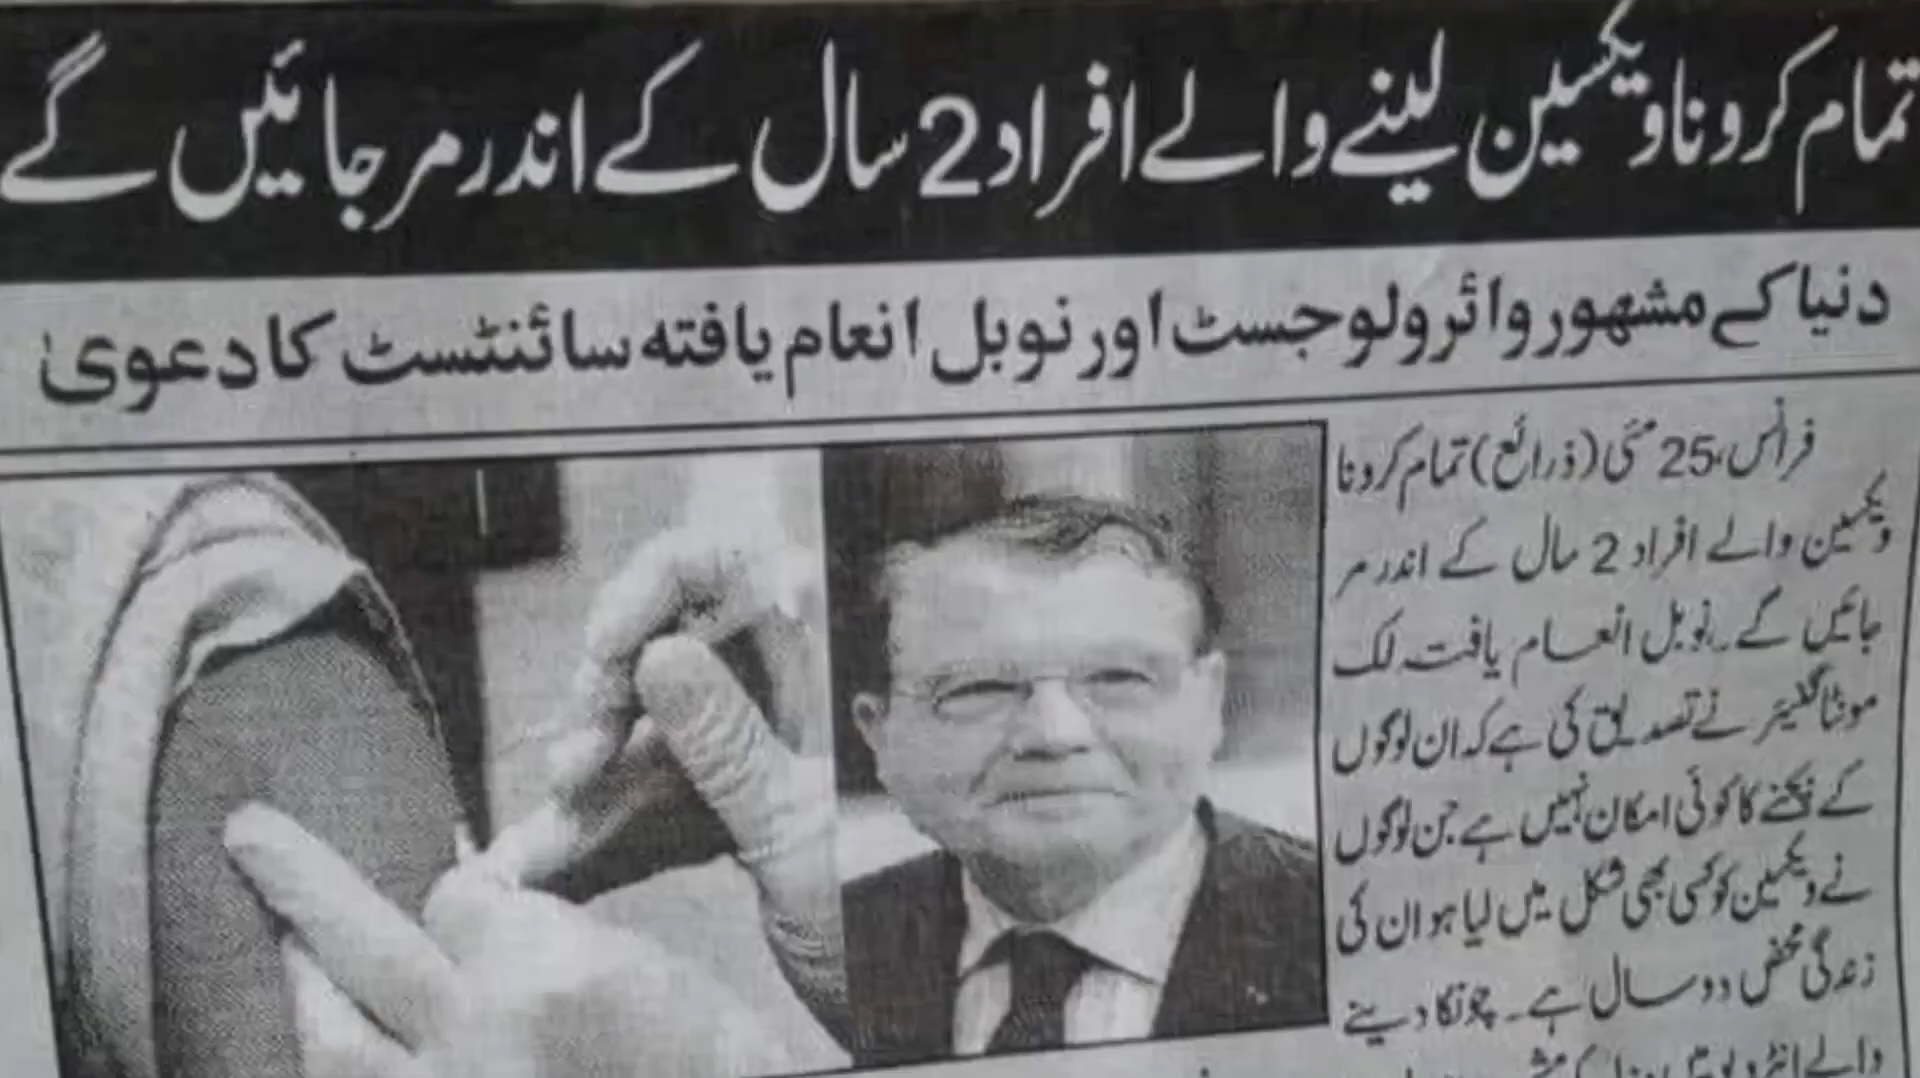 تمام کرونا ویکسین لینے والے افراد 2 سال کے اندر مر جائیں گے
دنیا کے مشہور وائرولوجسٹ اور نوبل انعام یافتہ سائنٹسٹ کا دعویٰ
فرانس، 25 مئی (ذرائع) تمام کرونا
ویکسین والے افراد 2 سال کے اندر مر
جائیں گے۔ نوبل انعام یافتہ لک
مونٹاگنیئر نے تصدیق کی ہے کہ ان لوگوں
کے بچنے کا کوئی امکان نہیں ہے جن لوگوں
نے ویکسین کو کسی بھی شکل میں لیا ہو ان کی
زندگی محض دو سال ہے۔ چونکا دینے
والے انٹرویو میں